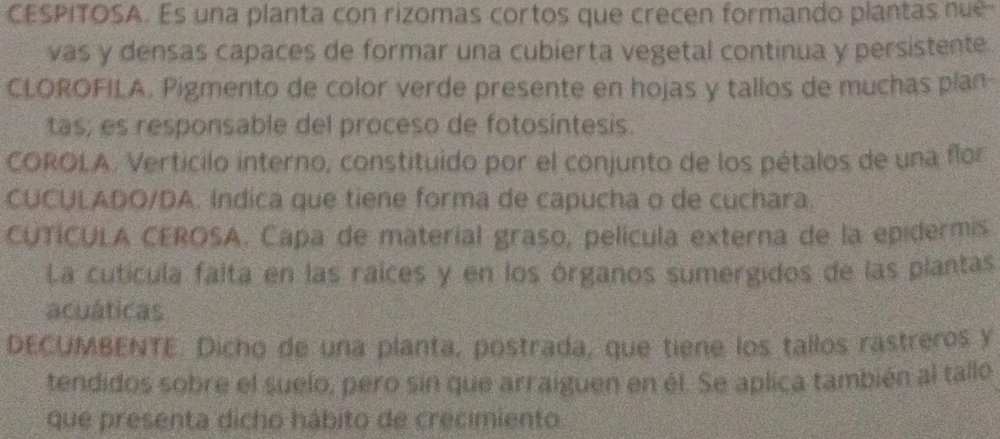 CESPITOSA. Es una planta con rizomas cortos que crecen formando plantas nue-
vas y densas capaces de formar una cubierta vegetal continua y persistente.
CLOROFILA. Pigmento de color verde presente en hojas y tallos de muchas plan-
tas; es responsable del proceso de fotosíntesis.
COROLA. Verticilo interno, constituido por el conjunto de los pétalos de una flor.
CUCULADO/DA. Indica que tiene forma de capucha o de cuchara.
CUTÍCULA CEROSA. Capa de material graso, película externa de la epidermis.
La cutícula falta en las raíces y en los órganos sumergidos de las plantas
acuáticas.
DECUMBENTE. Dicho de una planta, postrada, que tiene los tallos rastreros y
tendidos sobre el suelo, pero sin que arraiguen en él. Se aplica también al tallo
que presenta dicho hábito de crecimiento.